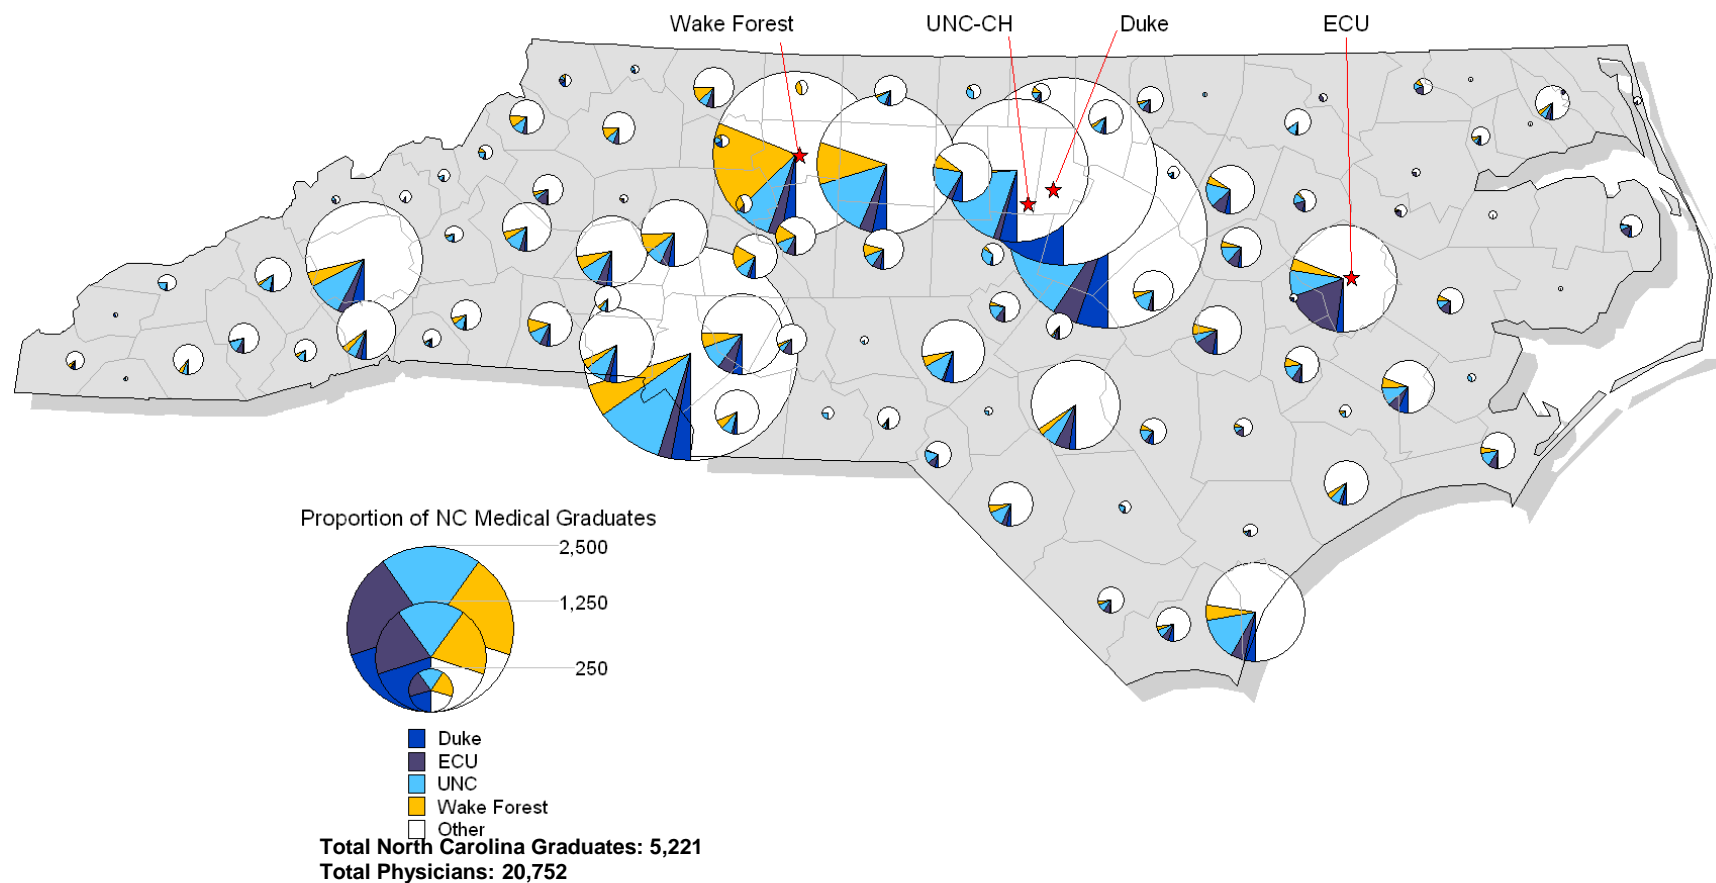 Wake Forest UNC-CH Duke ECU
Proportion of NC Medical Graduates
2,500
1,250
250
Duke
ECU
UNC
Wake Forest
Other
Total North Carolina Graduates: 5,221
Total Physicians: 20,752